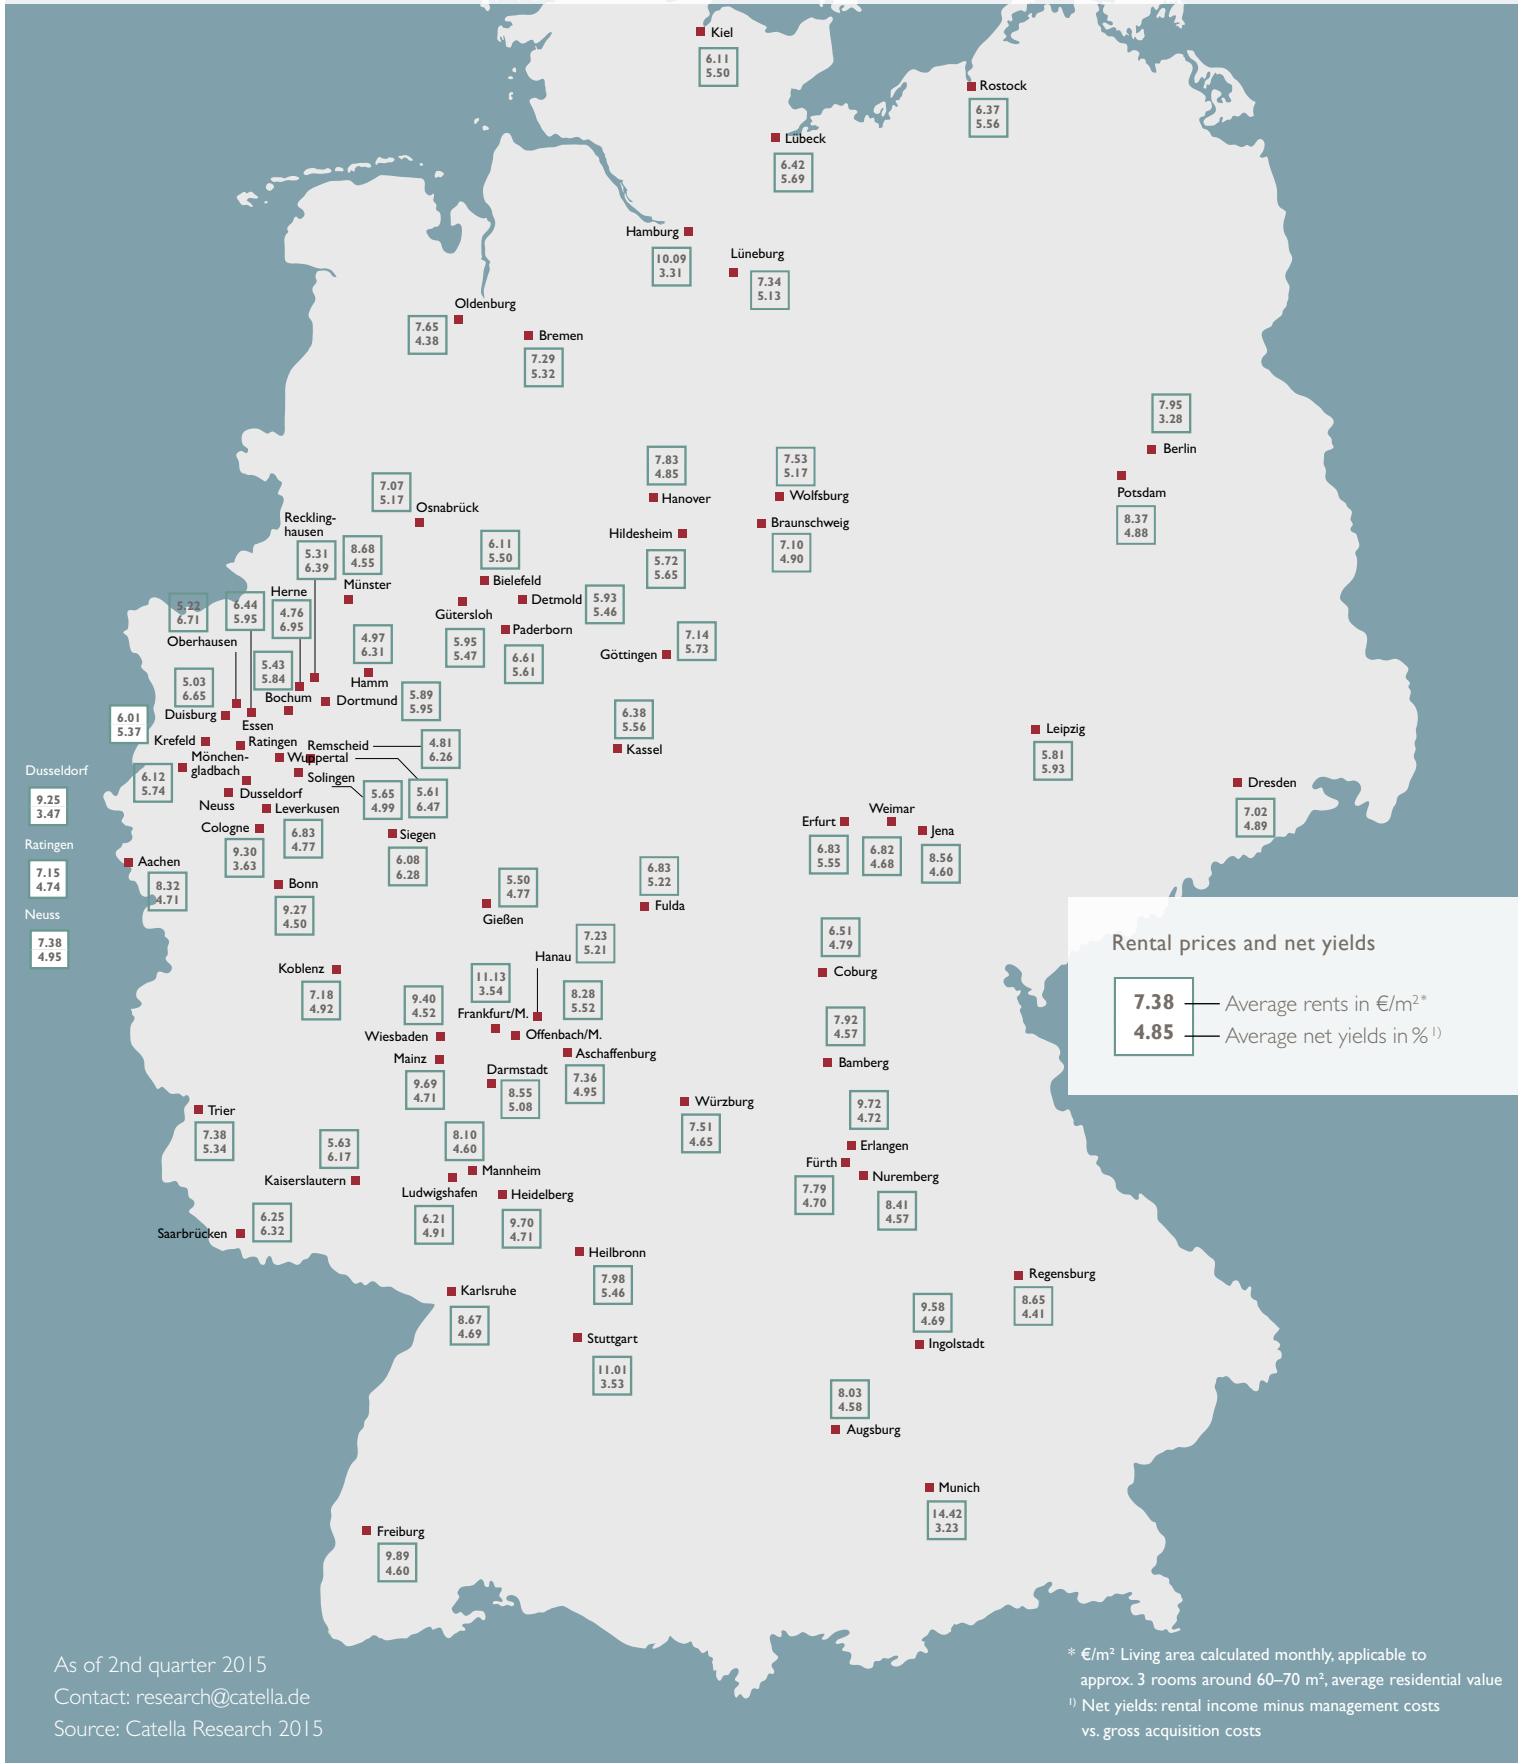 Kiel
6.11
5.50
Rostock
6.37
5.56
Lübeck
6.42
5.69
Hamburg
10.09
3.31
Lüneburg
7.34
5.13
Oldenburg
7.65
4.38
Bremen
7.29
5.32
7.95
3.28
Berlin
Potsdam
8.37
4.88
7.83
4.85
Hanover
7.53
5.17
Wolfsburg
7.07
5.17
Osnabrück
Braunschweig
7.10
4.90
Hildesheim
5.72
5.65
Reckling-
hausen
5.31
6.39
8.68
4.55
Münster
6.11
5.50
Bielefeld
Detmold
5.93
5.46
Gütersloh
5.95
5.47
Paderborn
6.61
5.61
Göttingen
7.14
5.73
Herne
4.76
6.95
6.44
5.95
5.22
6.71
Oberhausen
4.97
6.31
Hamm
5.43
5.84
Bochum
5.03
6.65
Duisburg
Essen
Dortmund
5.89
5.95
6.01
5.37
Krefeld
Ratingen
Remscheid
4.81
6.26
Wuppertal
5.61
6.47
Mönchen-
gladbach
6.12
5.74
Solingen
5.65
4.99
Dusseldorf
Neuss
Leverkusen
6.83
4.77
Kassel
6.38
5.56
Leipzig
5.81
5.93
Dresden
7.02
4.89
Dusseldorf
9.25
3.47
Ratingen
7.15
4.74
Neuss
7.38
4.95
Cologne
9.30
3.63
Siegen
6.08
6.28
Erfurt
6.83
5.55
Weimar
6.82
4.68
Jena
8.56
4.60
Aachen
8.32
4.71
Bonn
9.27
4.50
5.50
4.77
Gießen
6.83
5.22
Fulda
7.23
5.21
Hanau
6.51
4.79
Coburg
Rental prices and net yields
7.38 Average rents in €/m²*
4.85 Average net yields in % 1)
Koblenz
7.18
4.92
11.13
3.54
Frankfurt/M.
8.28
5.52
Offenbach/M.
9.40
4.52
Wiesbaden
7.92
4.57
Bamberg
Mainz
9.69
4.71
Aschaffenburg
7.36
4.95
Darmstadt
8.55
5.08
Würzburg
7.51
4.65
Trier
7.38
5.34
9.72
4.72
Erlangen
5.63
6.17
Kaiserslautern
8.10
4.60
Mannheim
Fürth
7.79
4.70
Nuremberg
8.41
4.57
Ludwigshafen
6.21
4.91
Heidelberg
9.70
4.71
6.25
6.32
Saarbrücken
Heilbronn
7.98
5.46
Karlsruhe
8.67
4.69
Regensburg
8.65
4.41
9.58
4.69
Ingolstadt
Stuttgart
11.01
3.53
8.03
4.58
Augsburg
Munich
14.42
3.23
Freiburg
9.89
4.60
As of 2nd quarter 2015
Contact: research@catella.de
Source: Catella Research 2015
* €/m² Living area calculated monthly, applicable to
approx. 3 rooms around 60–70 m², average residential value
1) Net yields: rental income minus management costs
vs. gross acquisition costs